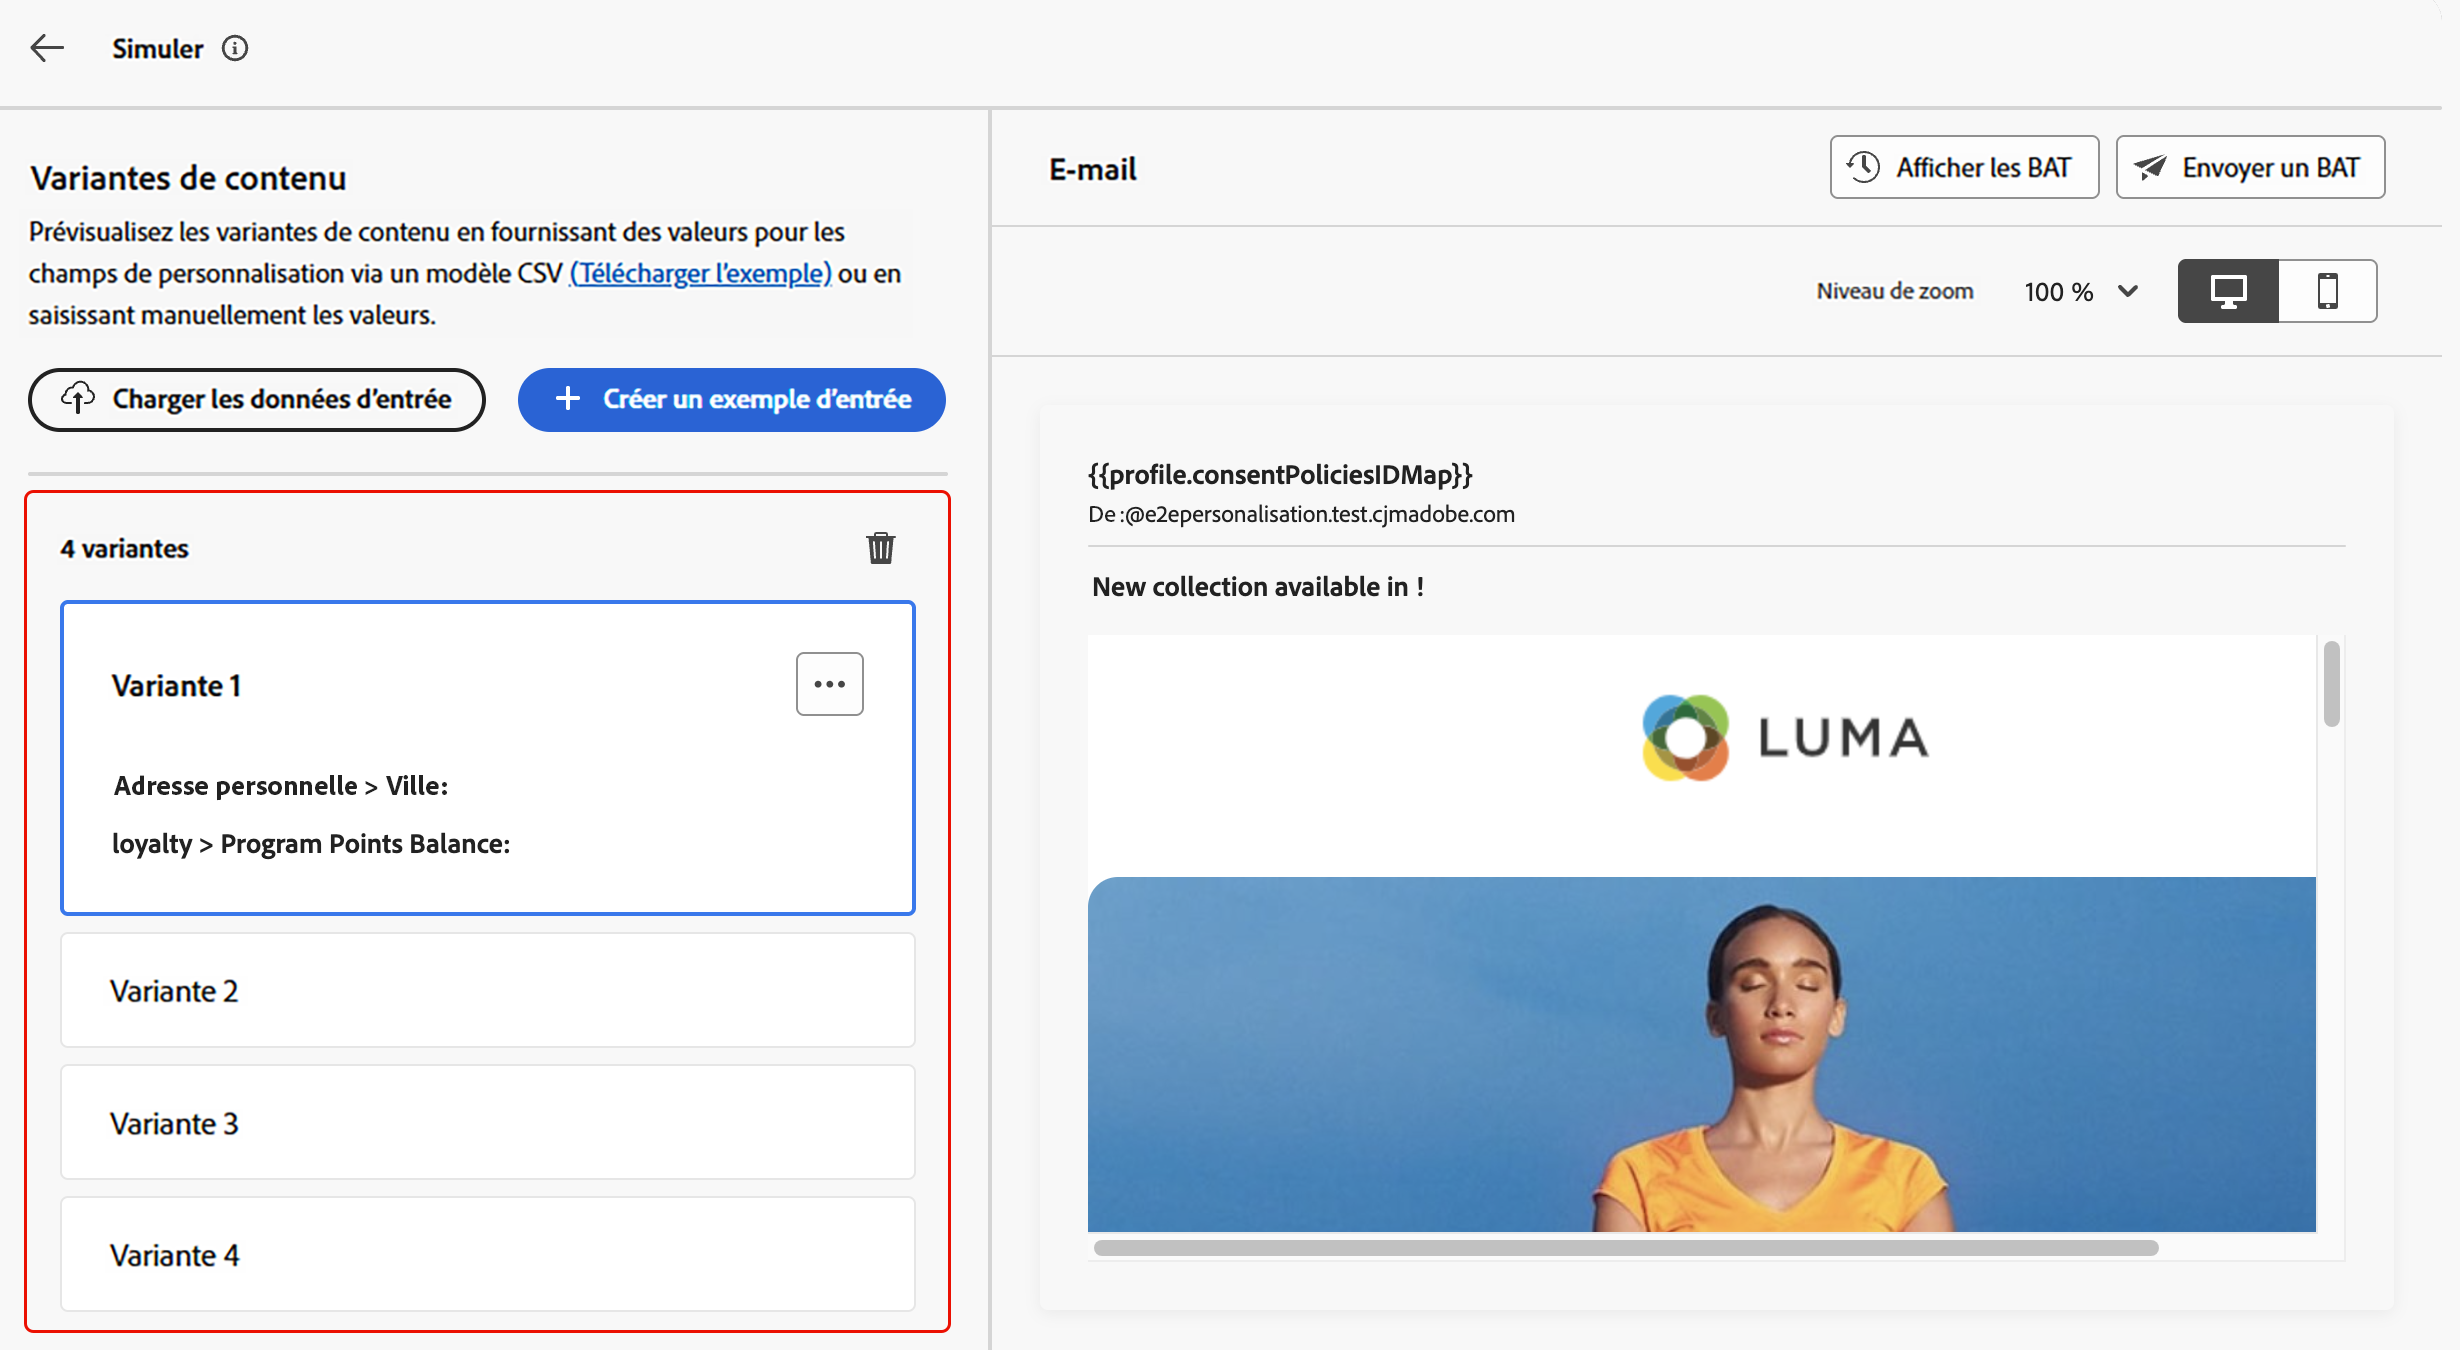 Simuler
Variantes de contenu
Prévisualisez les variantes de contenu en fournissant des valeurs pour les
champs de personnalisation via un modèle CSV (Télécharger l'exemple) ou en
saisissant manuellement les valeurs.
Charger les données d'entrée
Créer un exemple d'entrée
4 variantes
Variante 1
Adresse personnelle > Ville:
loyalty > Program Points Balance:
Variante 2
Variante 3
Variante 4
E-mail
Afficher les BAT
Envoyer un BAT
Niveau de zoom
100 %
{{profile.consentPoliciesIDMap}}
De :@e2epersonalisation.test.cjmadobe.com
New collection available in !
LUMA